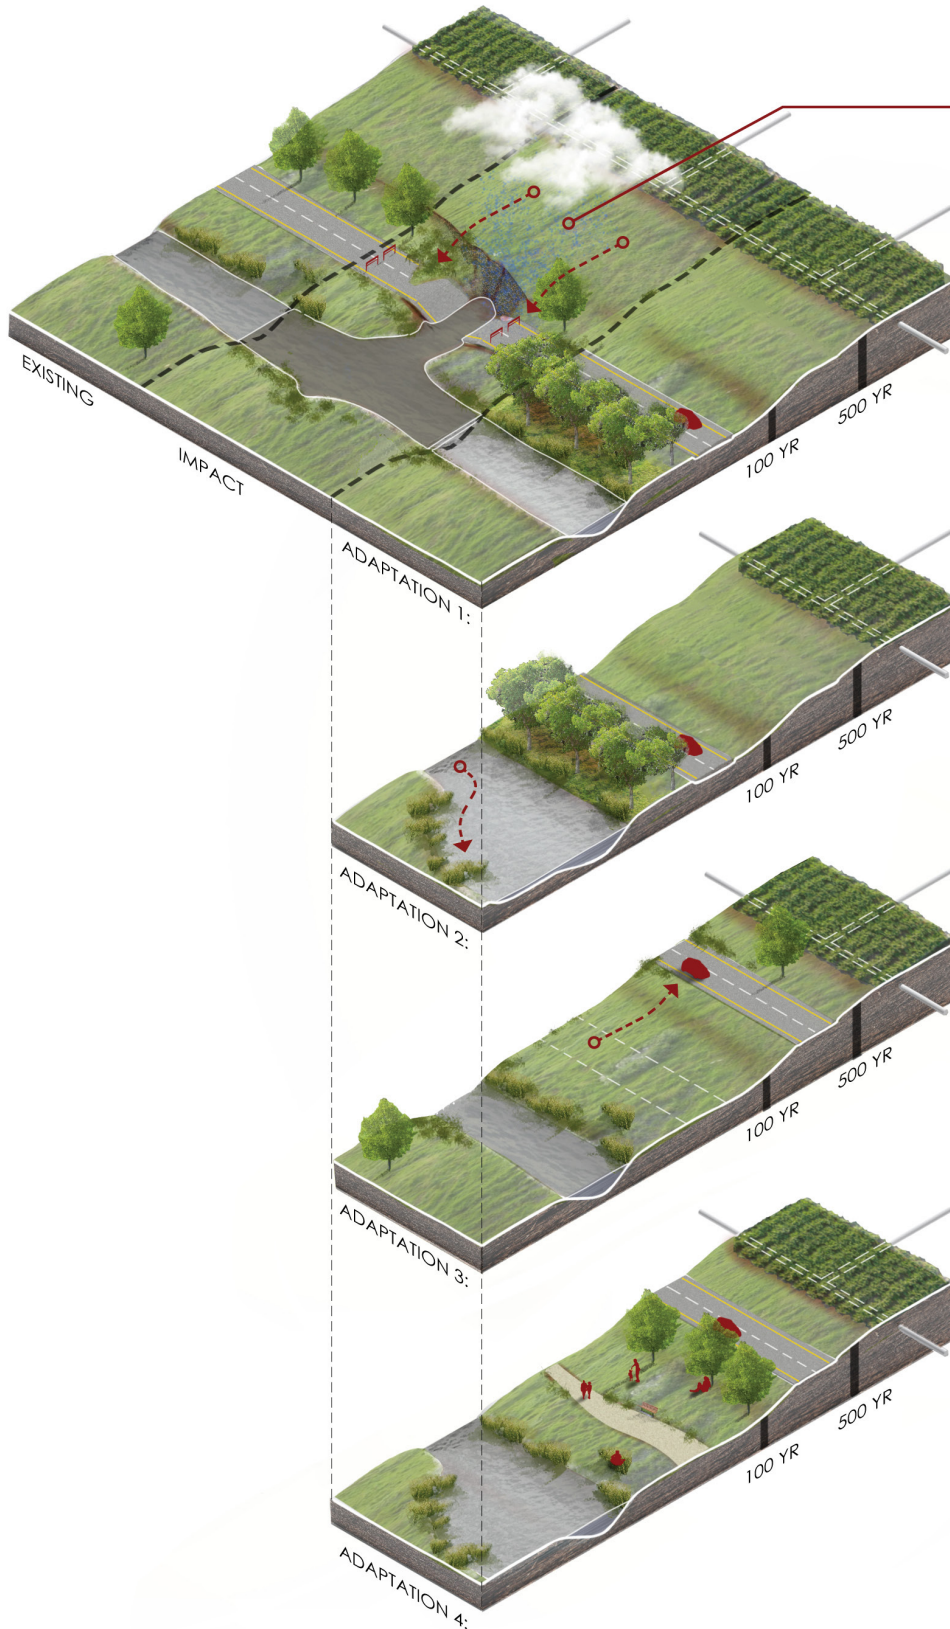 EXISTING
IMPACT
ADAPTATION 1:
100 YR
500 YR
ADAPTATION 2:
100 YR
500 YR
ADAPTATION 3:
100 YR
500 YR
ADAPTATION 4:
100 YR
500 YR